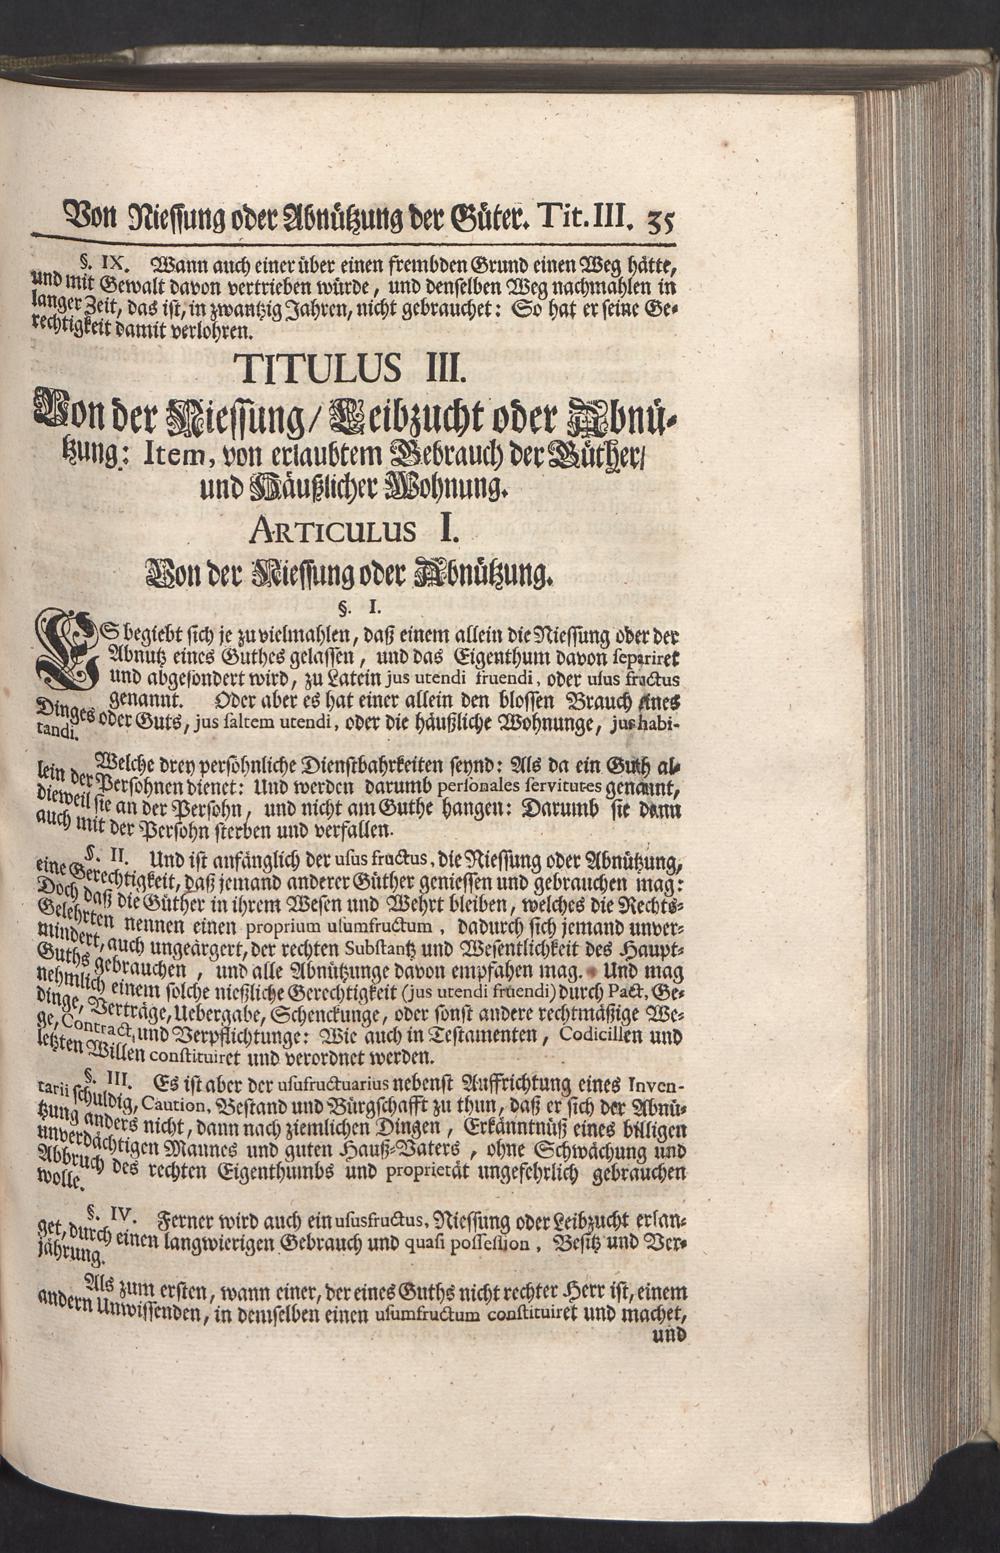 Von Niessung oder Abnützung der Güter. Tit. III. 35
§. IX. Wann auch einer über einen frembden Grund einen Weg hätte,
und mit Gewalt davon vertrieben würde, und denselben Weg nachmahlen in
langer Zeit, das ist, in zwantzig Jahren, nicht gebrauchet: So hat er seine Ge-
rechtigkeit damit verlohren.
TITULUS III.
Von der Niessung/ Leibzucht oder Abnü-
tzung: Item, von erlaubtem Gebrauch der Güther/
und Häußlicher Wohnung.
ARTICULUS I.
Von der Niessung oder Abnützung.
§. I.
ES begiebt sich je zu vielmahlen, daß einem allein die Niessung oder der
Abnutz eines Guthes gelassen, und das Eigenthum davon separiret
und abgesondert wird, zu Latein jus utendi fruendi, oder usus fructus
genannt. Oder aber es hat einer allein den blossen Brauch eines
Dinges oder Guts, jus saltem utendi, oder die häußliche Wohnunge, jus habi-
tandi.
Welche drey persöhnliche Dienstbahrkeiten seynd: Als da ein Guth al-
lein der Persohnen dienet: Und werden darumb personales servitutes genannt,
dieweil sie an der Persohn, und nicht am Guthe hangen: Darumb sie dann
auch mit der Persohn sterben und verfallen.
§. II. Und ist anfänglich der usus fructus, die Niessung oder Abnützung,
eine Gerechtigkeit, daß jemand anderer Güther geniessen und gebrauchen mag:
Doch daß die Güther in ihrem Wesen und Wehrt bleiben, welches die Rechts-
Gelehrten nennen einen proprium usumfructum, dadurch sich jemand unver-
mindert, auch ungeärgert, der rechten Substantz und Wesentlichkeit des Haupt-
Guths gebrauchen, und alle Abnützunge davon empfahen mag. Und mag
nehmlich einem solche nießliche Gerechtigkeit (jus utendi fruendi) durch Pact, Ge-
dinge, Verträge, Uebergabe, Schenckunge, oder sonst andere rechtmäßige We-
ge, Contract, und Verpflichtunge: Wie auch in Testamenten, Codicillen und
letzten Willen constituiret und verordnet werden.
§. III. Es ist aber der usufructuarius nebenst Auffrichtung eines Inven-
tarii schuldig, Caution, Bestand und Bürgschafft zu thun, daß er sich der Abnü-
tzung anders nicht, dann nach ziemlichen Dingen, Erkänntnüß eines billigen
unverdächtigen Mannes und guten Hauß-Vaters, ohne Schwächung und
Abbruch des rechten Eigenthumbs und proprietät ungefehrlich gebrauchen
wolle.
§. IV. Ferner wird auch ein ususfructus, Niessung oder Leibzucht erlan-
get, durch einen langwierigen Gebrauch und quasi possession, Besitz und Ver-
jährung.
Als zum ersten, wann einer, der eines Guths nicht rechter Herr ist, einem
andern Unwissenden, in demselben einen usumfructum constituiret und machet,
und